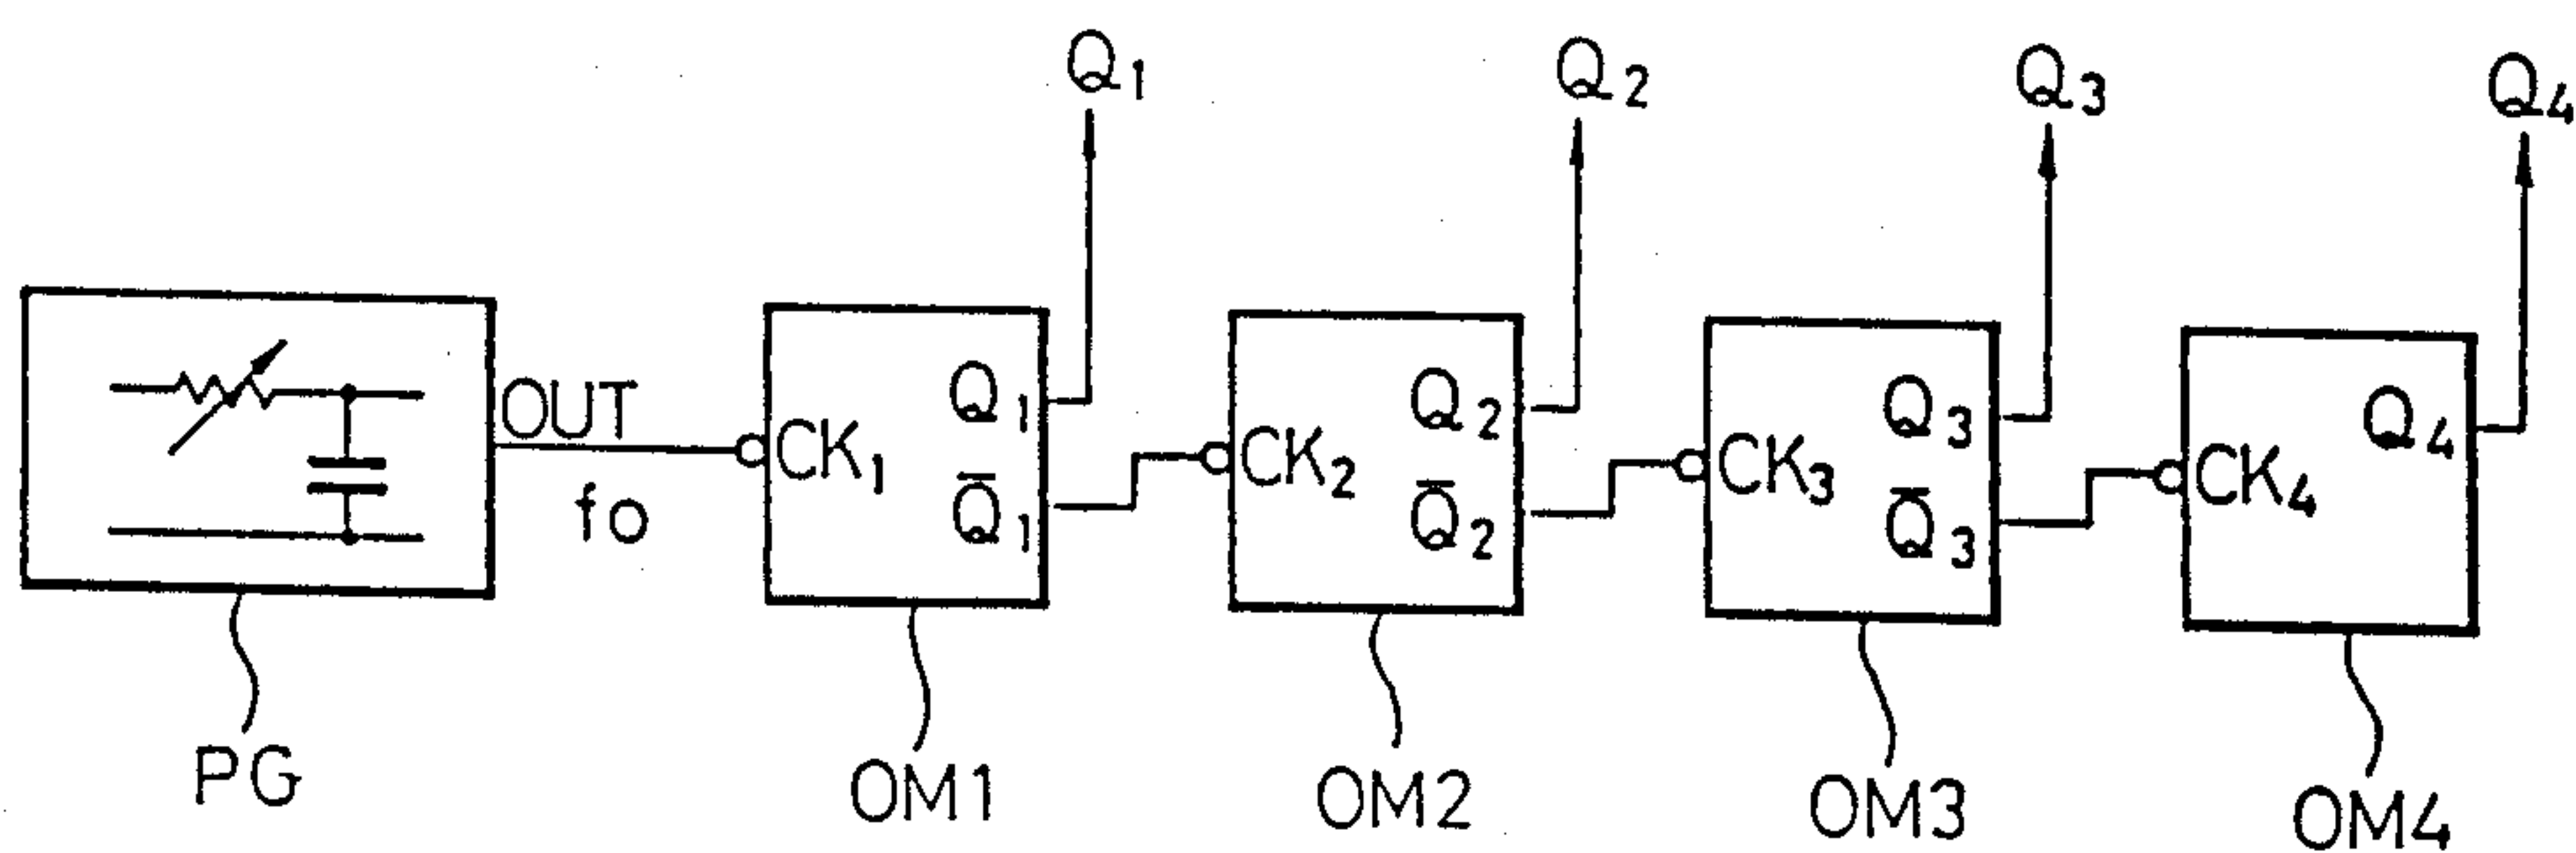 Q1 Q2 Q3 Q4
OUT
fo
CK1 Q1 Q̅1
CK2 Q2 Q̅2
CK3 Q3 Q̅3
CK4 Q4
PG OM1 OM2 OM3 OM4